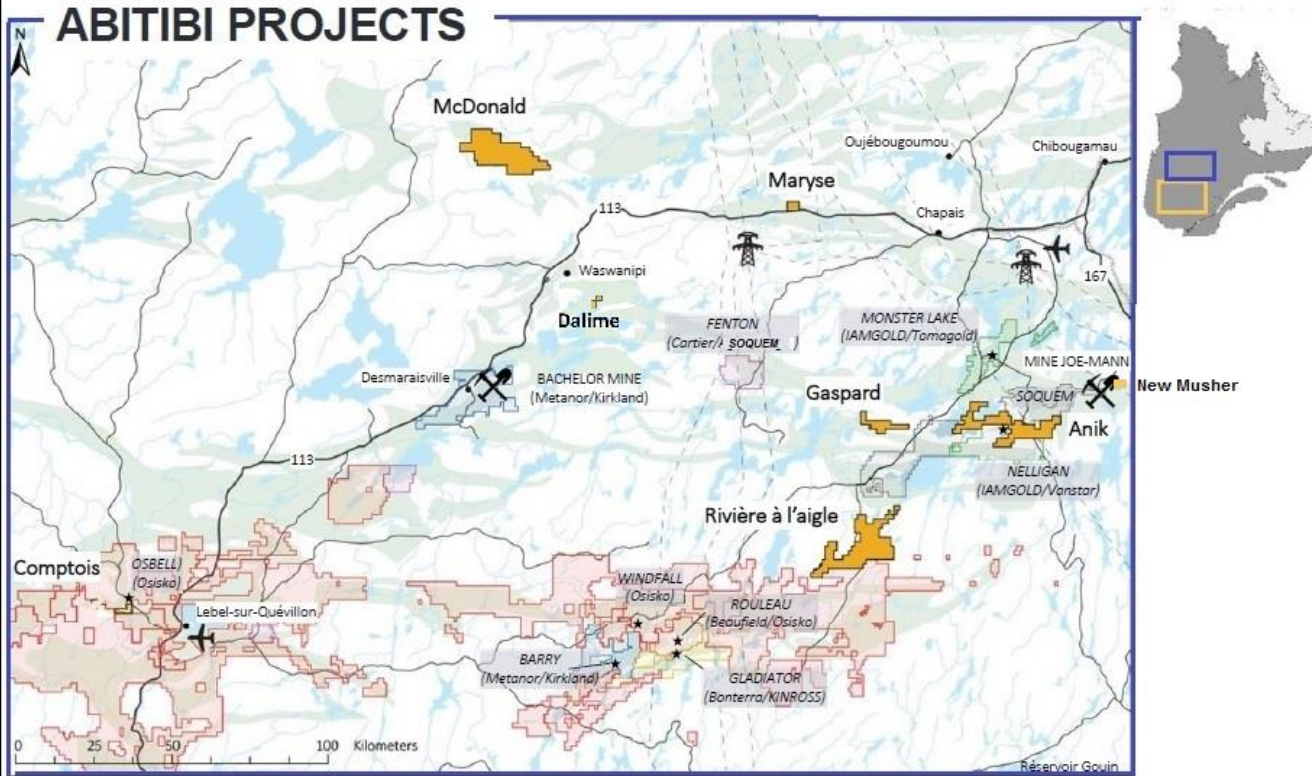 ABITIBI PROJECTS
N
McDonald
Oujébougoumou
Chibougamau
Maryse
113
Chapais
Waswanipi
167
Dalime
FENTON
(Cartier/ SOQUEM )
MONSTER LAKE
(IAMGOLD/Tomagold)
MINE JOE-MANN
Desmaraisville
BACHELOR MINE
(Metanor/Kirkland)
Gaspard
SOQUEM
New Musher
Anik
113
NELLIGAN
(IAMGOLD/Vanstar)
Rivière à l'aigle
Comptois
OSBELL)
(Osisko)
WINDFALL
(Osisko)
ROULEAU
(Beaufield/Osisko)
Lebel-sur-Quévillon
BARRY
(Metanor/Kirkland)
GLADIATOR
(Bonterra/KINROSS)
0 25 50 100 Kilometers
Réservoir Gouin